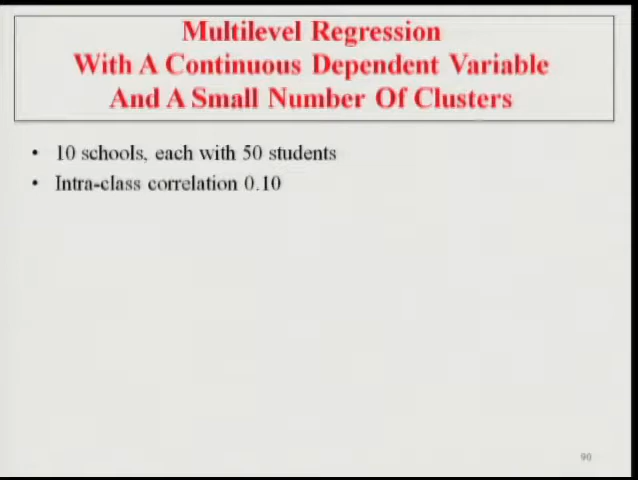 Multilevel Regression
With A Continuous Dependent Variable
And A Small Number Of Clusters
• 10 schools, each with 50 students
• Intra-class correlation 0.10
90